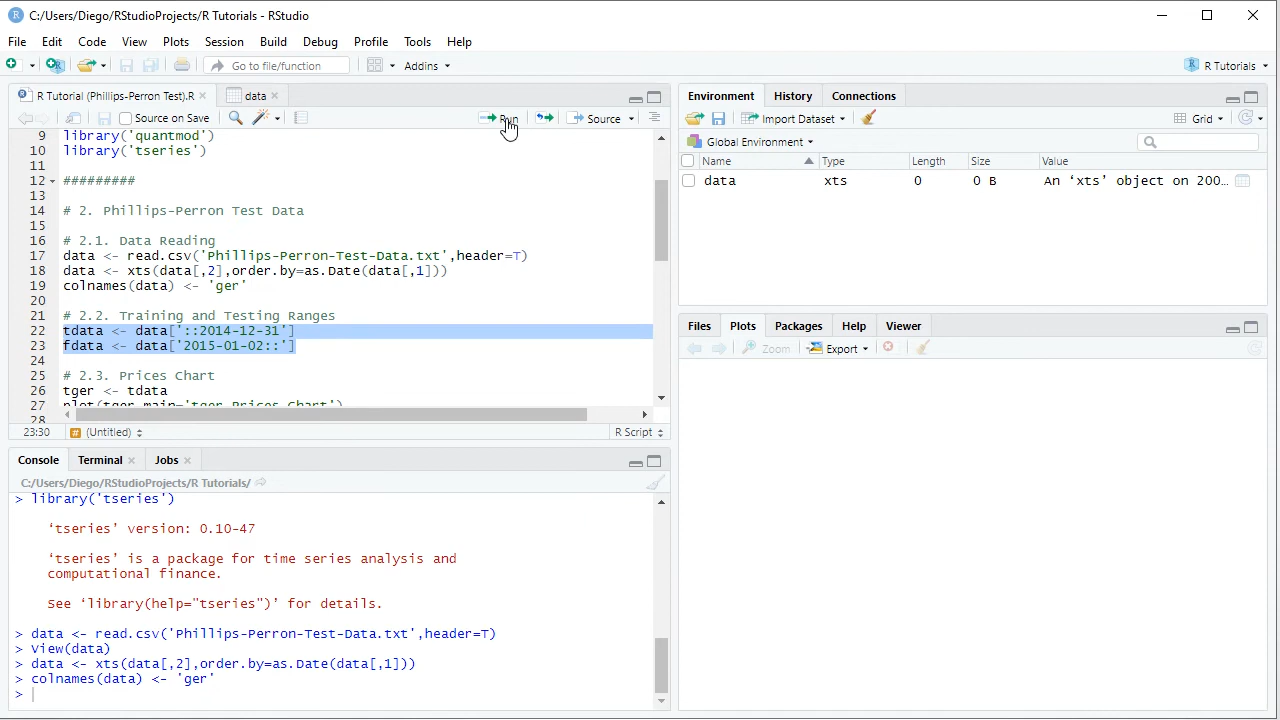 C:/Users/Diego/RStudioProjects/R Tutorials - RStudio
File Edit Code View Plots Session Build Debug Profile Tools Help
Go to file/function Addins R Tutorials
R Tutorial (Phillips-Perron Test).R data
Source on Save Run Source
9 library('quantmod')
10 library('tseries')
11
12 #########
13
14 # 2. Phillips-Perron Test Data
15
16 # 2.1. Data Reading
17 data <- read.csv('Phillips-Perron-Test-Data.txt',header=T)
18 data <- xts(data[,2],order.by=as.Date(data[,1]))
19 colnames(data) <- 'ger'
20
21 # 2.2. Training and Testing Ranges
22 tdata <- data['::2014-12-31']
23 fdata <- data['2015-01-02::']
24
25 # 2.3. Prices Chart
26 tger <- tdata
27 plot(tger,main='tger Prices Chart')
28
23:30 (Untitled) R Script
Console Terminal Jobs
C:/Users/Diego/RStudioProjects/R Tutorials/
> library('tseries')
‘tseries’ version: 0.10-47
‘tseries’ is a package for time series analysis and
computational finance.
See ‘library(help="tseries")’ for details.
> data <- read.csv('Phillips-Perron-Test-Data.txt',header=T)
> View(data)
> data <- xts(data[,2],order.by=as.Date(data[,1]))
> colnames(data) <- 'ger'
>
Environment History Connections
Import Dataset Grid
Global Environment
Name Type Length Size Value
data xts 0 0 B An ‘xts’ object on 200…
Files Plots Packages Help Viewer
Zoom Export